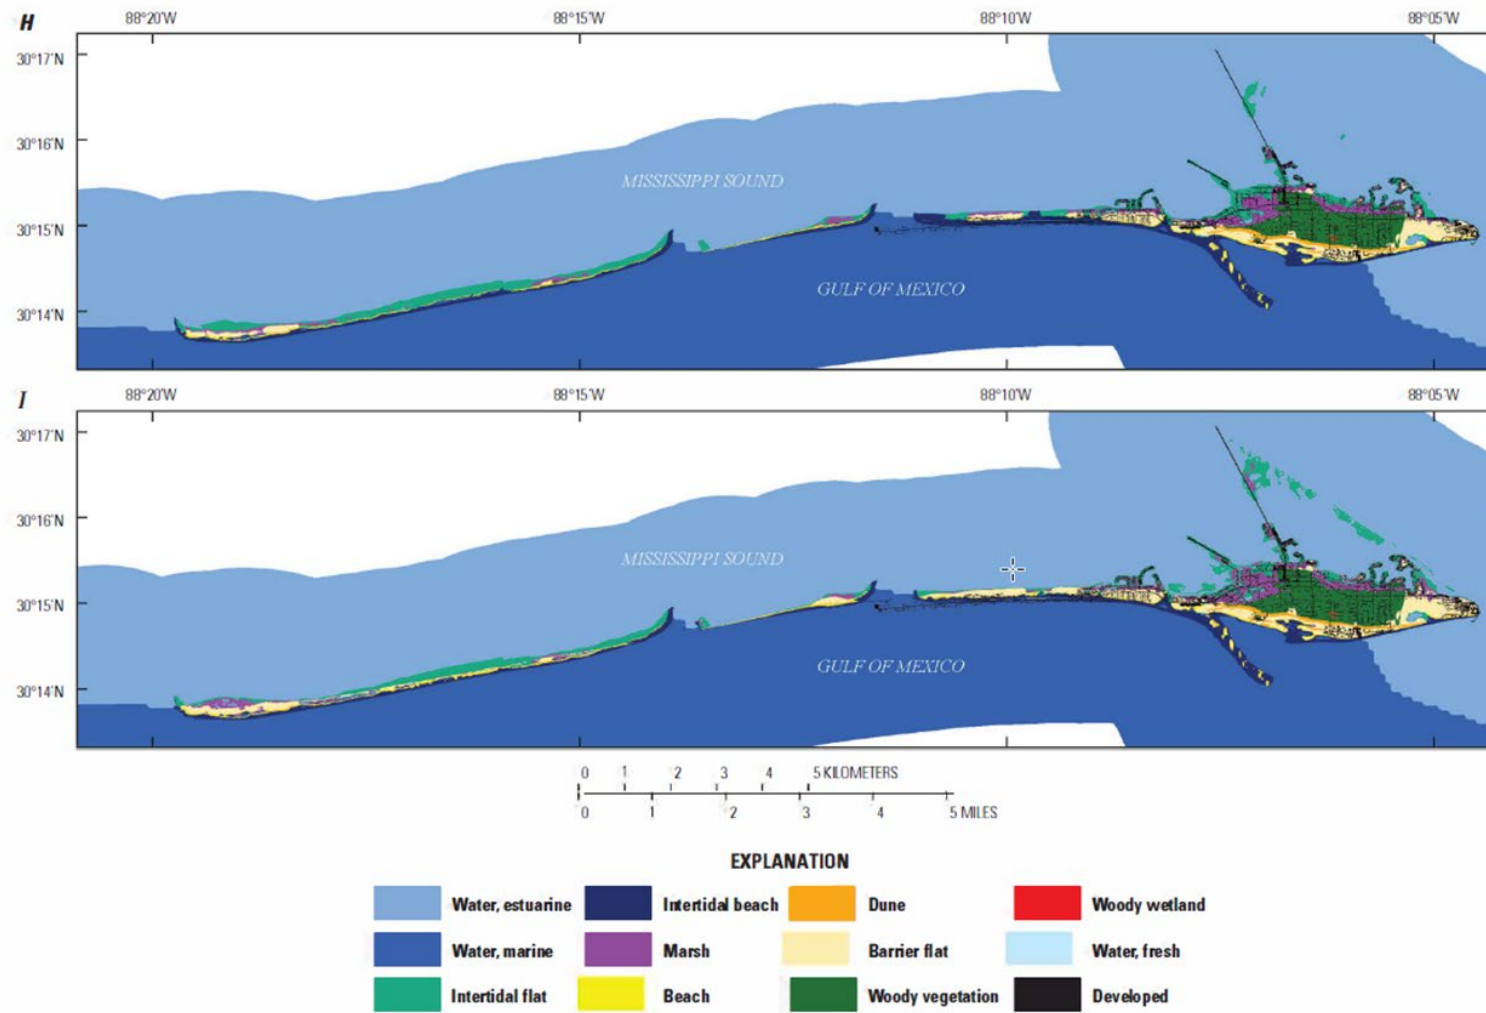 H
88°20'W 88°15'W 88°10'W 88°05'W
30°17'N
30°16'N
MISSISSIPPI SOUND
30°15'N
GULF OF MEXICO
30°14'N
I
88°20'W 88°15'W 88°10'W 88°05'W
30°17'N
30°16'N
MISSISSIPPI SOUND
30°15'N
GULF OF MEXICO
30°14'N
0 1 2 3 4 5 KILOMETERS
0 1 2 3 4 5 MILES
EXPLANATION
Water, estuarine Intertidal beach Dune Woody wetland
Water, marine Marsh Barrier flat Water, fresh
Intertidal flat Beach Woody vegetation Developed